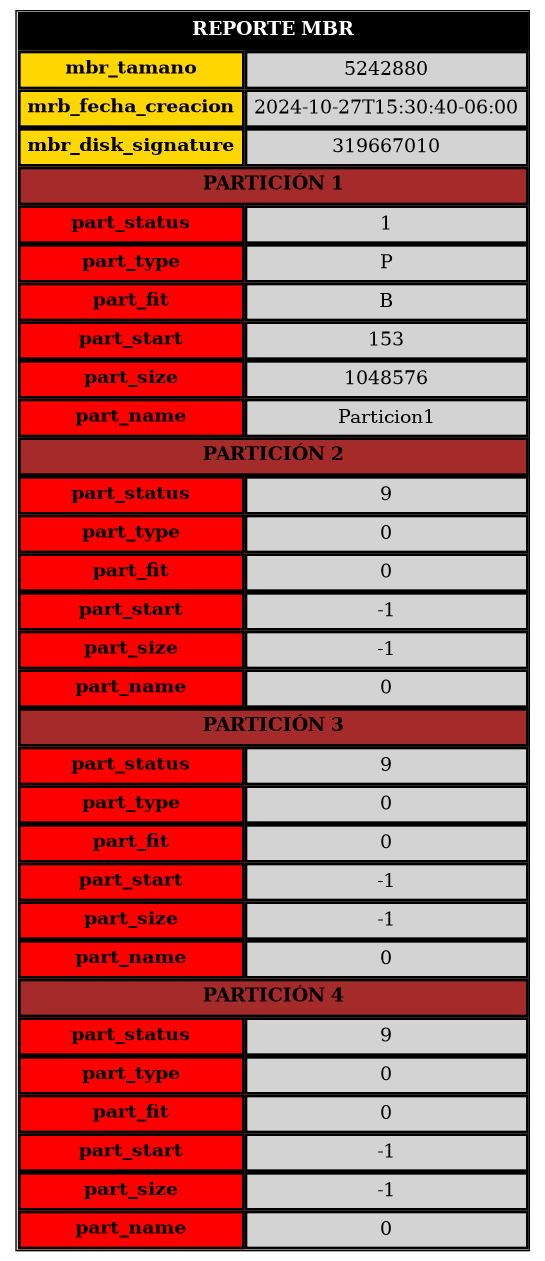 REPORTE MBR
mbr_tamano 5242880
mrb_fecha_creacion 2024-10-27T15:30:40-06:00
mbr_disk_signature 319667010
PARTICIÓN 1
part_status 1
part_type P
part_fit B
part_start 153
part_size 1048576
part_name Particion1
PARTICIÓN 2
part_status 9
part_type 0
part_fit 0
part_start -1
part_size -1
part_name 0
PARTICIÓN 3
part_status 9
part_type 0
part_fit 0
part_start -1
part_size -1
part_name 0
PARTICIÓN 4
part_status 9
part_type 0
part_fit 0
part_start -1
part_size -1
part_name 0